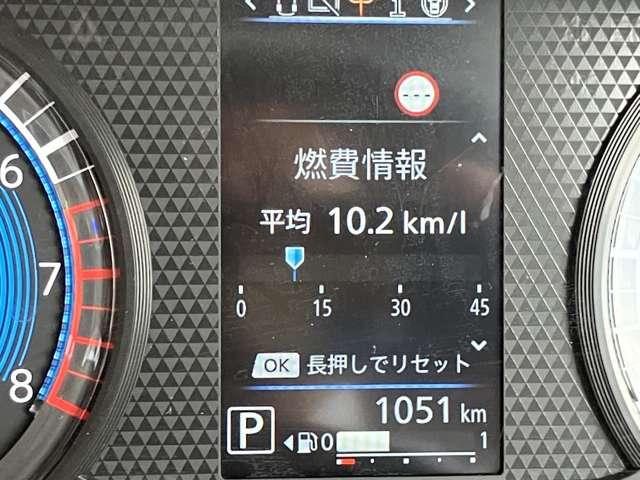 1
---
燃費情報
平均 10.2 km/l
0 15 30 45
OK 長押しでリセット
1051 km
P 0 1
6
7
8